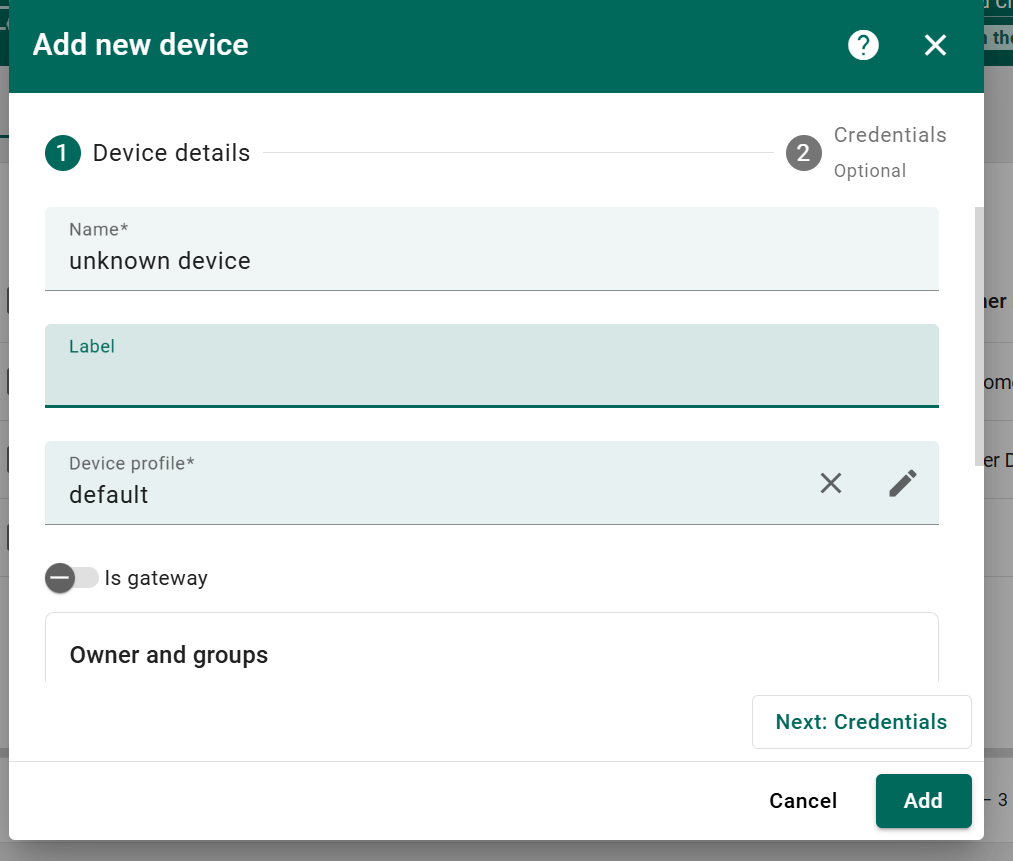 Add new device
?
1 Device details
2 Credentials
Optional
Name*
unknown device
Label
Device profile*
default
Is gateway
Owner and groups
Next: Credentials
Cancel
Add
– 3